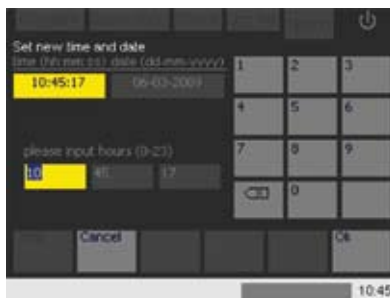 Set new time and date
time (hh:mm:ss) date (dd-mm-yyyy)
10:45:17 06-03-2009
1 2 3
4 5 6
please input hours (0-23)
7 8 9
10 45 17
0
Cancel Ok
10:45